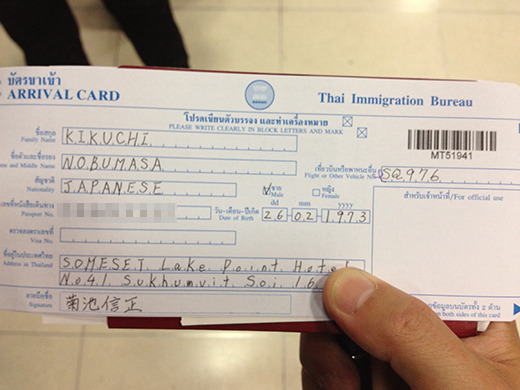 บัตรขาเข้า
ARRIVAL CARD
Thai Immigration Bureau
โปรดเขียนตัวบรรจง และทำเครื่องหมาย
PLEASE WRITE CLEARLY IN BLOCK LETTERS AND MARK
ชื่อสกุล
Family Name
KIKUCHI
MT51941
ชื่อตัวและชื่อรอง
and Middle Name
NOBUMASA
เที่ยวบินหรือพาหนะอื่น
Flight or Other Vehicle No.
SQ976
สัญชาติ
Nationality
JAPANESE
ชาย
Male
หญิง
Female
สำหรับเจ้าหน้าที่/For official use
เลขที่หนังสือเดินทาง
Passport No.
วัน-เดือน-ปีเกิด
Date of Birth
dd mm yyyy
26-02-1973
ตรวจลงตราเลขที่
Visa No.
ที่อยู่ในประเทศไทย
Address in Thailand
SOMESET Lake Point Hotel
No41 Sukhumvit Soi 16
ลายมือชื่อ
Signature
菊池信正
on both sides of this card